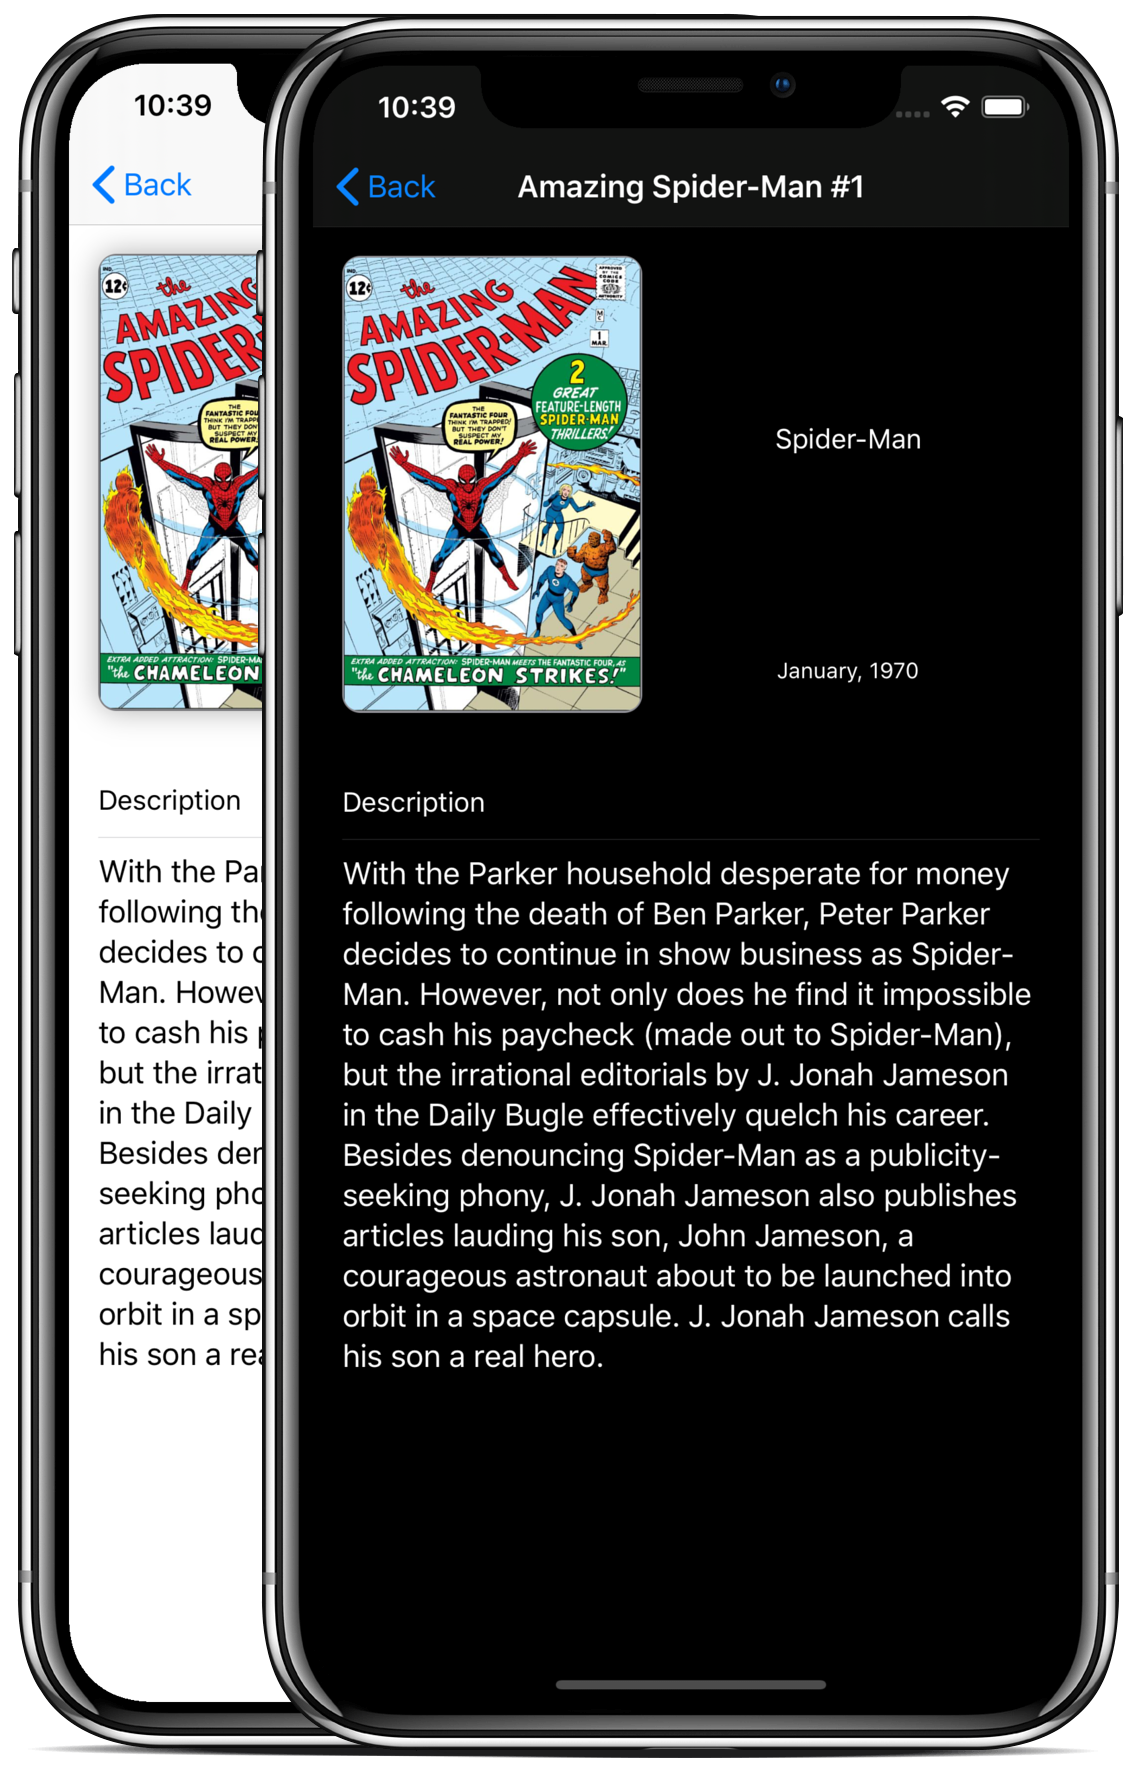 10:39
Back
IND.
12¢
the
AMAZING
SPIDER-
THE
FANTASTIC FOU
THINK I'M TRAPPE
BUT THEY DON'
SUSPECT MY
REAL POWER!
EXTRA ADDED ATTRACTION: SPIDER-MA
"the CHAMELEON
Description
With the Pa
following the
decides to c
Man. Howev
to cash his p
but the irrat
in the Daily
Besides der
seeking pho
articles laud
courageous
orbit in a sp
his son a rea
10:39
Back
Amazing Spider-Man #1
IND.
12¢
the
AMAZING
SPIDER-MAN
APPROVED
BY THE
COMICS
CODE
AUTHORITY
M
C
1
MAR.
2
GREAT
FEATURE-LENGTH
SPIDER-MAN
THRILLERS!
THE
FANTASTIC FOUR
THINK I'M TRAPPED!
BUT THEY DON'T
SUSPECT MY
REAL POWER!
EXTRA ADDED ATTRACTION: SPIDER-MAN MEETS THE FANTASTIC FOUR, AS
"the CHAMELEON STRIKES!"
Spider-Man
January, 1970
Description
With the Parker household desperate for money
following the death of Ben Parker, Peter Parker
decides to continue in show business as Spider-
Man. However, not only does he find it impossible
to cash his paycheck (made out to Spider-Man),
but the irrational editorials by J. Jonah Jameson
in the Daily Bugle effectively quelch his career.
Besides denouncing Spider-Man as a publicity-
seeking phony, J. Jonah Jameson also publishes
articles lauding his son, John Jameson, a
courageous astronaut about to be launched into
orbit in a space capsule. J. Jonah Jameson calls
his son a real hero.